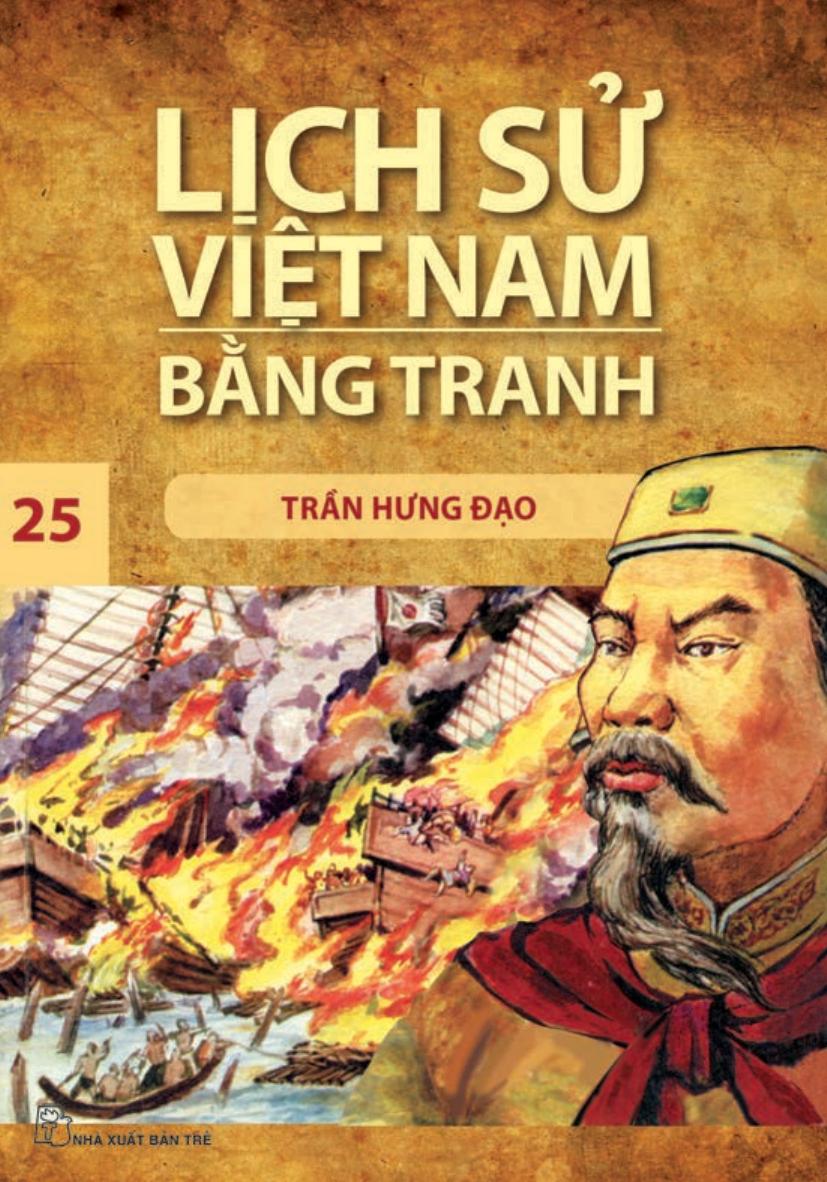 LỊCH SỬ
VIỆT NAM
BẰNG TRANH
25
TRẦN HƯNG ĐẠO
NHÀ XUẤT BẢN TRẺ